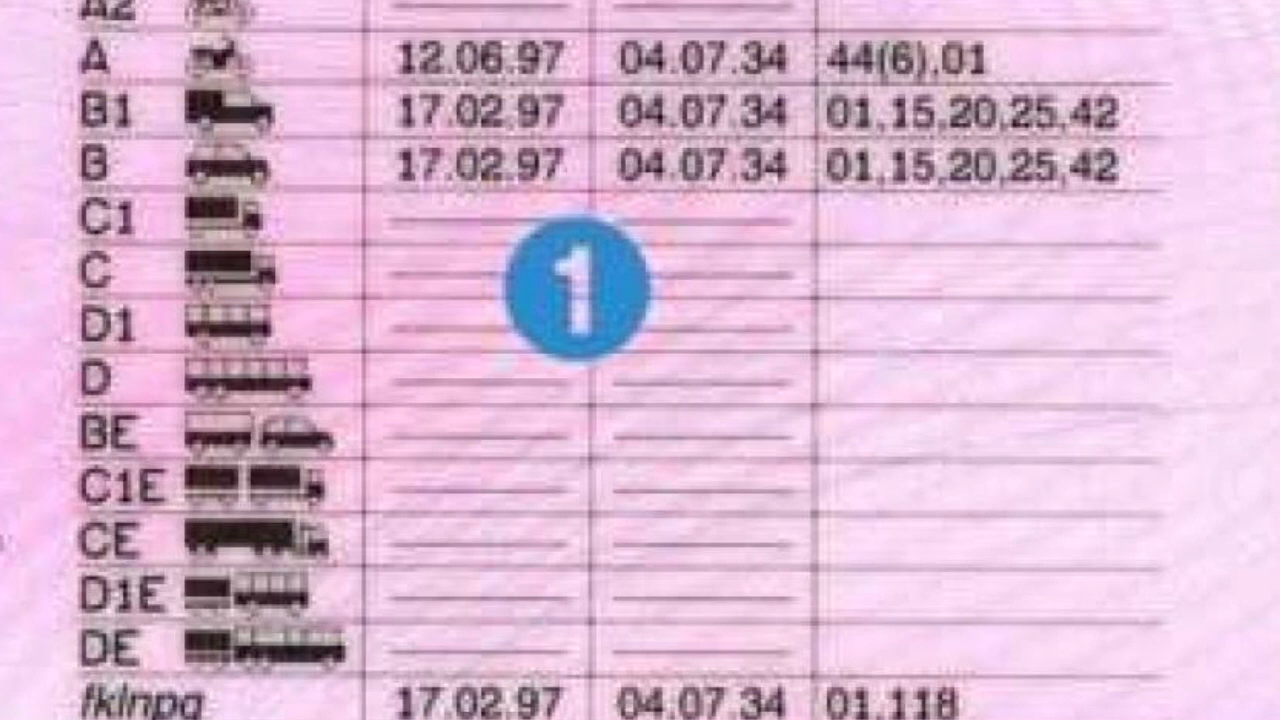 A2
A 12.06.97 04.07.34 44(6),01
B1 17.02.97 04.07.34 01,15,20,25,42
B 17.02.97 04.07.34 01,15,20,25,42
C1
1
C
D1
D
BE
C1E
CE
D1E
DE
fklnpq 17.02.97 04.07.34 01,118